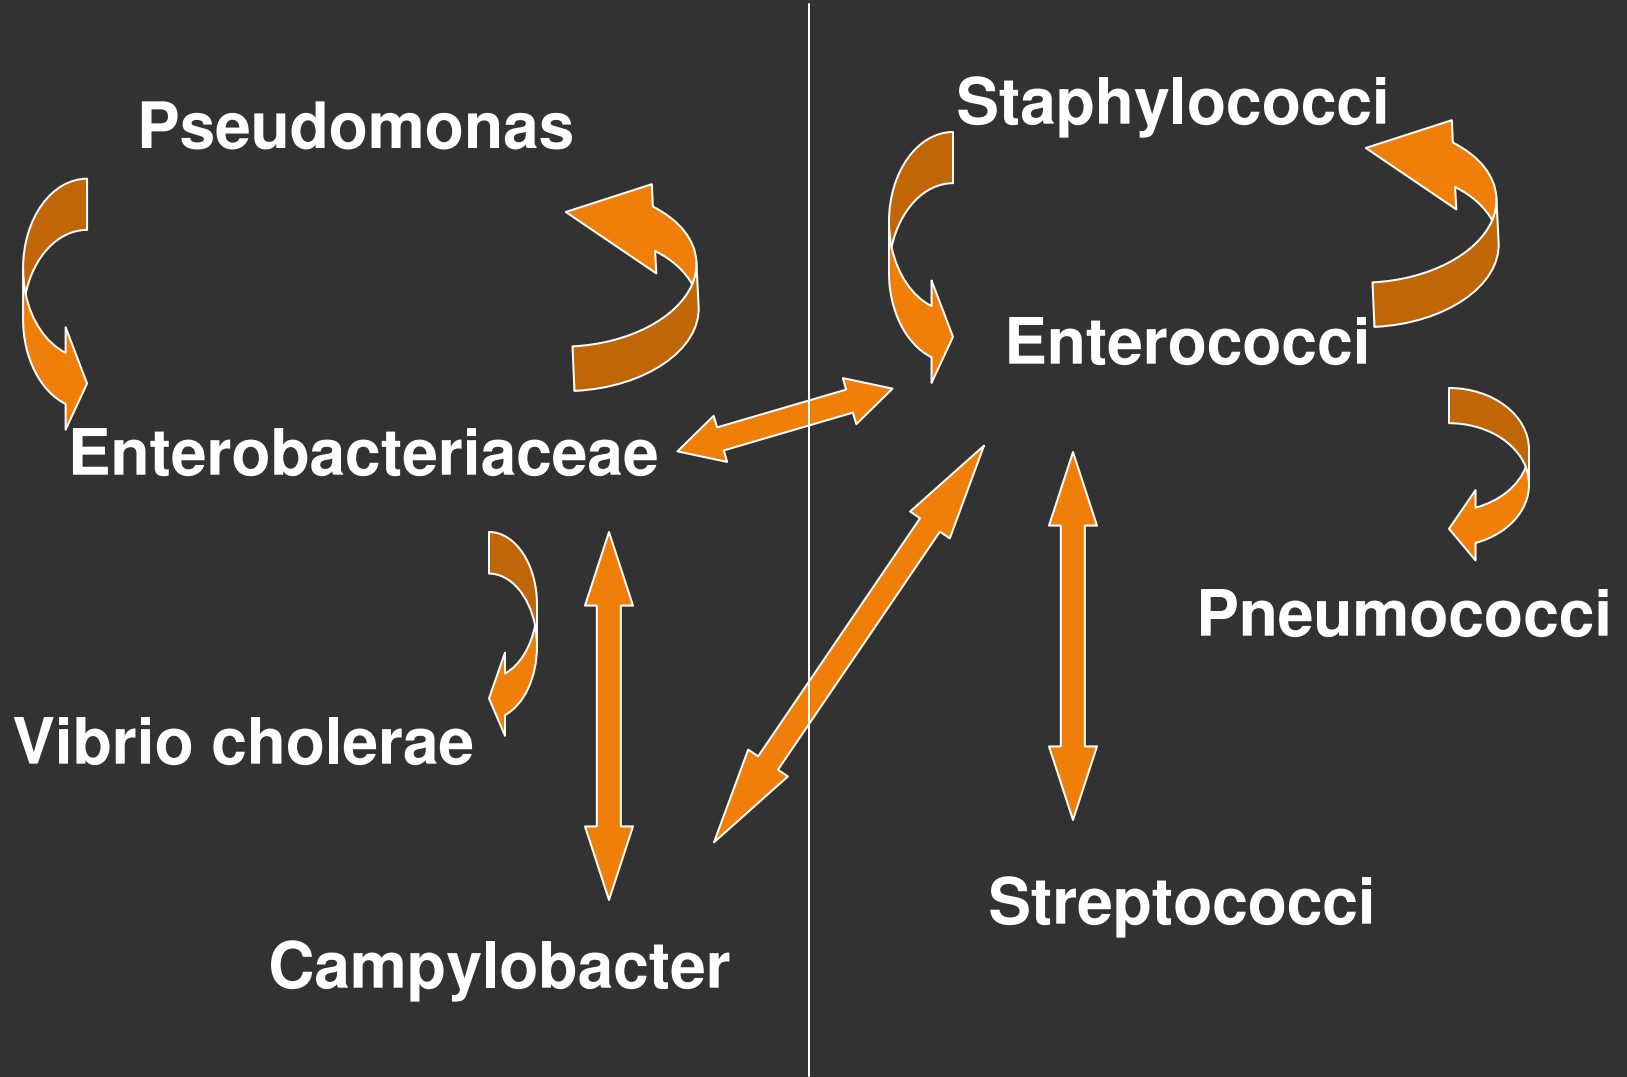 Pseudomonas
Enterobacteriaceae
Vibrio cholerae
Campylobacter
Staphylococci
Enterococci
Pneumococci
Streptococci